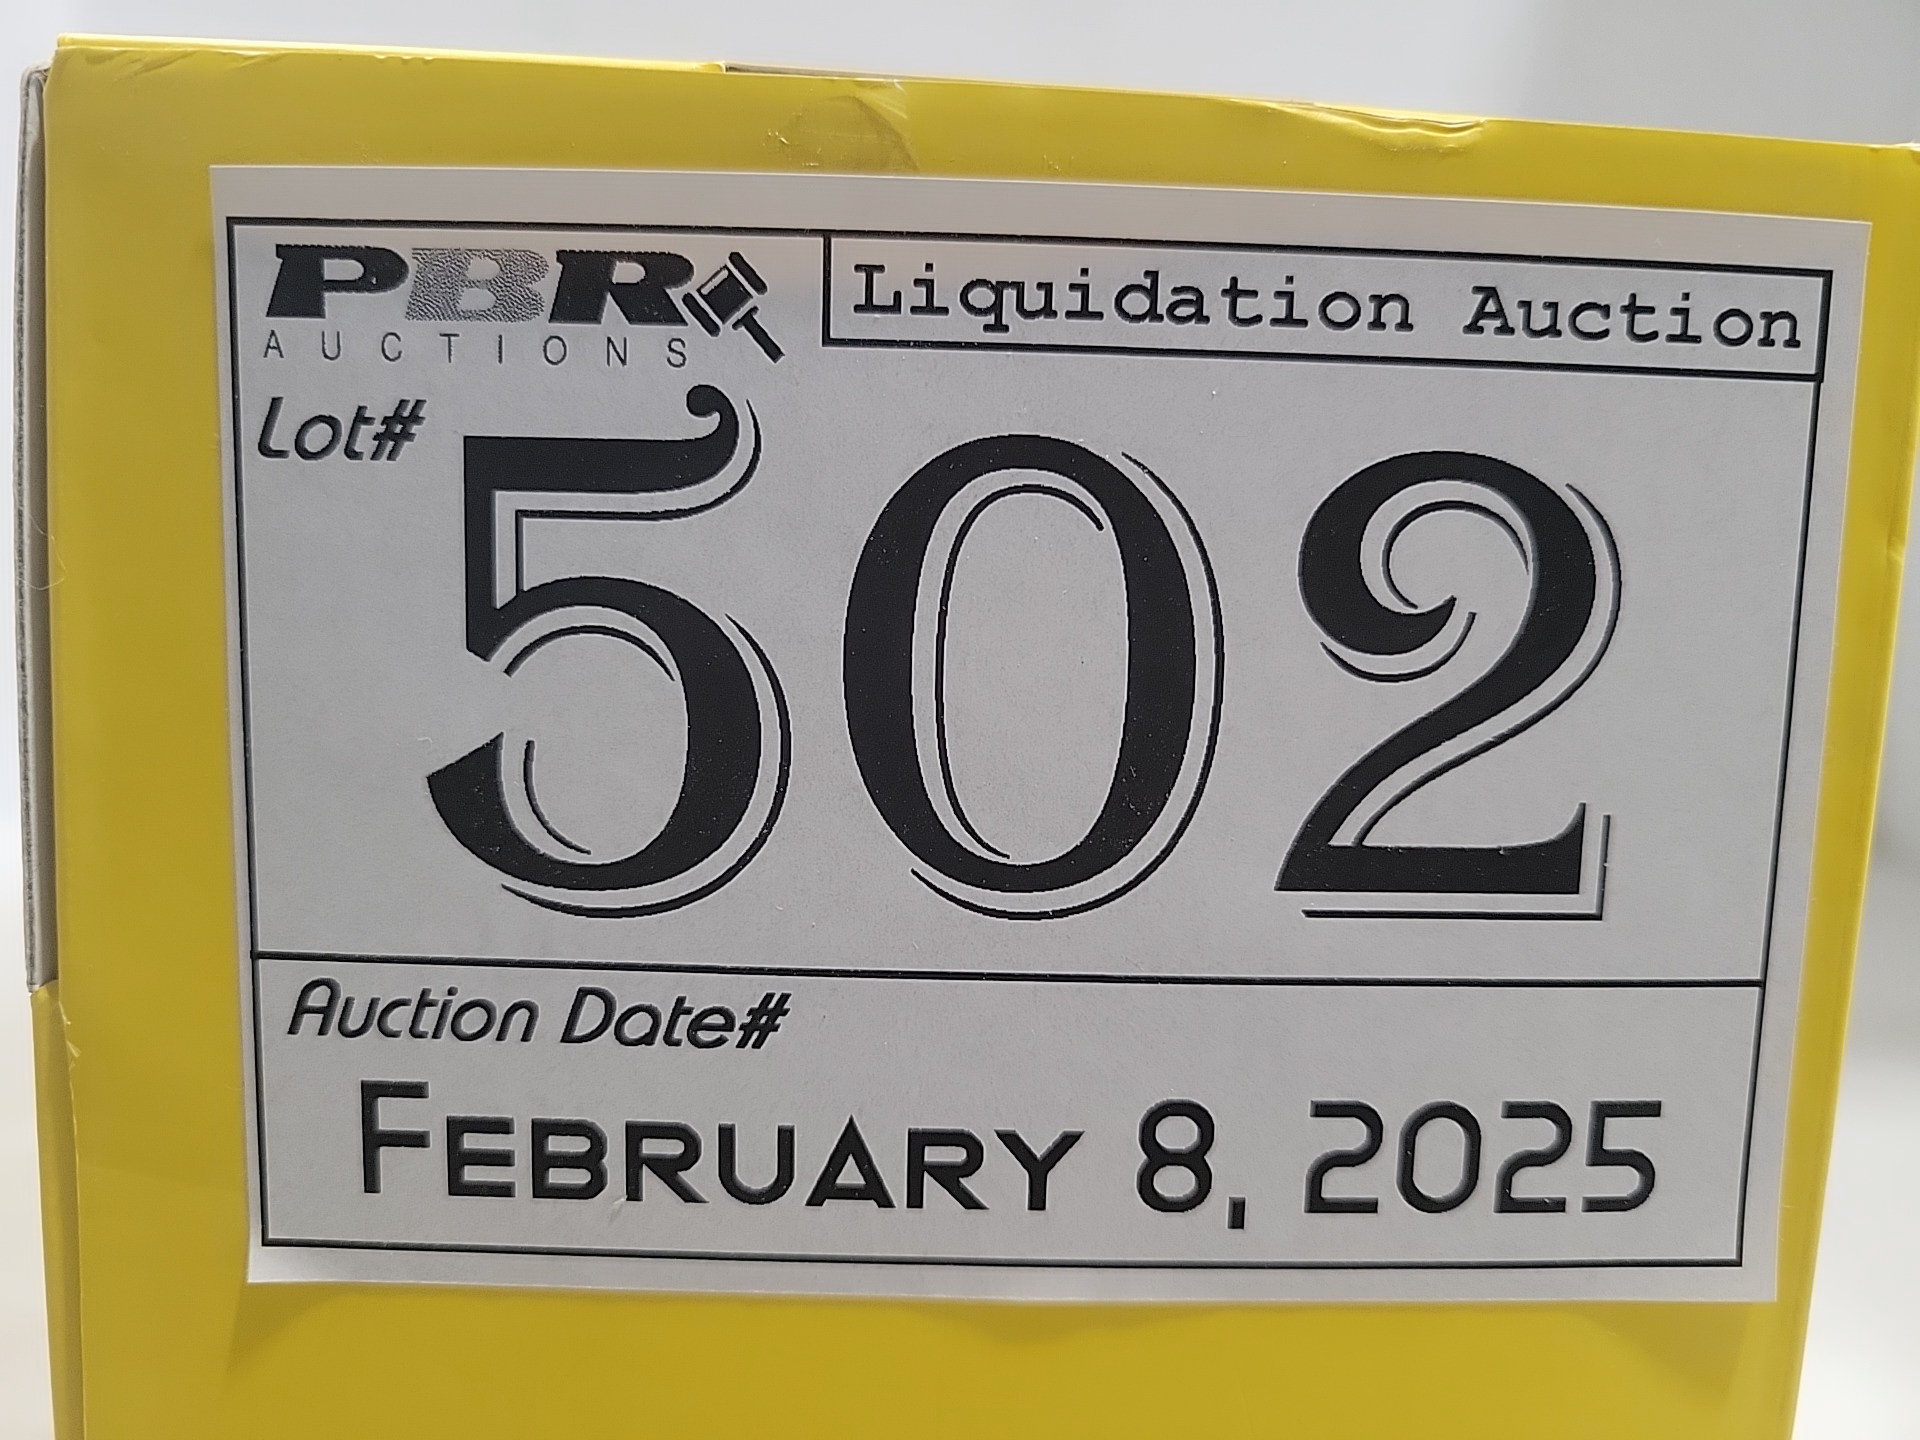 PBR
AUCTIONS
Liquidation Auction
Lot#
502
Auction Date#
February 8, 2025